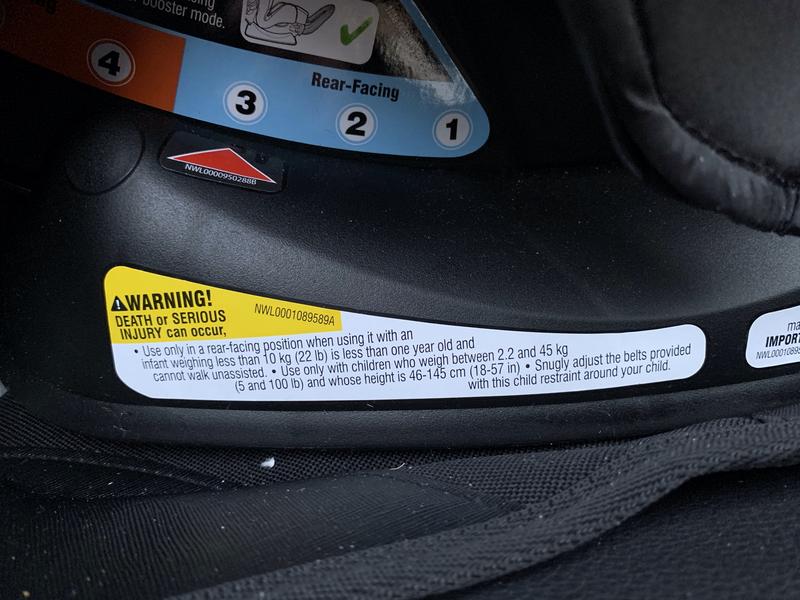 booster mode.
4
Rear-Facing
3
2
1
NWL0000950288B
WARNING!
DEATH or SERIOUS
INJURY can occur,
NWL0001089589A
• Use only in a rear-facing position when using it with an
infant weighing less than 10 kg (22 lb) is less than one year old and
cannot walk unassisted. • Use only with children who weigh between 2.2 and 45 kg
(5 and 100 lb) and whose height is 46-145 cm (18-57 in) • Snugly adjust the belts provided
with this child restraint around your child.